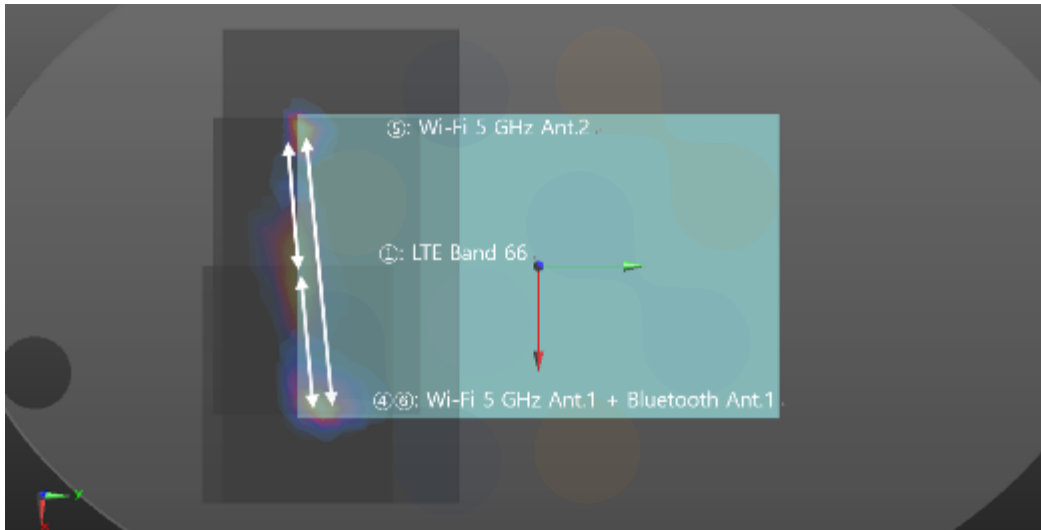 ⑤: Wi-Fi 5 GHz Ant.2
①: LTE Band 66
④⑥: Wi-Fi 5 GHz Ant.1 + Bluetooth Ant.1
Y
X